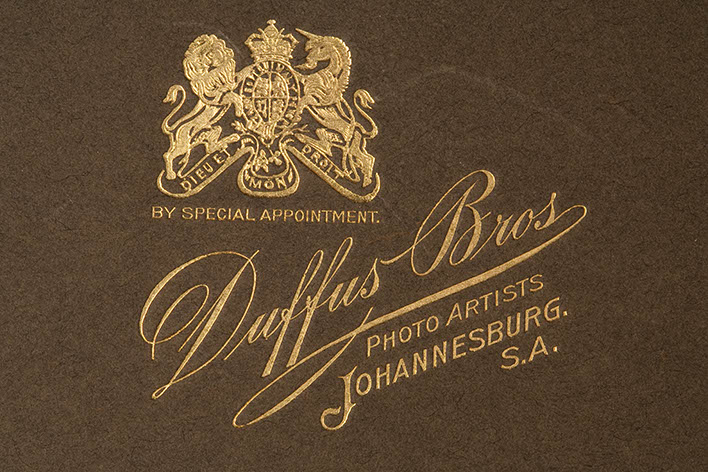 DIEU ET MON DROIT
BY SPECIAL APPOINTMENT.
Duffus Bros
PHOTO ARTISTS
JOHANNESBURG.
S.A.